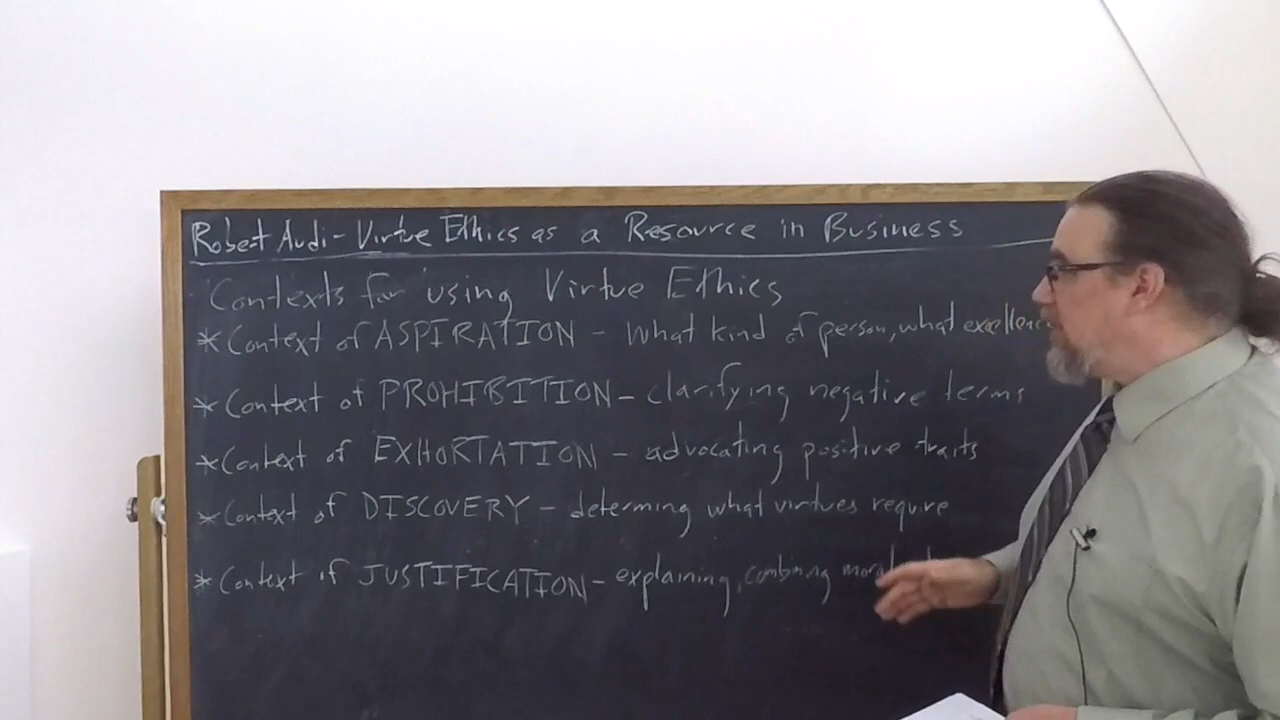 Robert Audi - Virtue Ethics as a Resource in Business
Contexts for using Virtue Ethics
* Context of ASPIRATION - What kind of person, what excellenc
* Context of PROHIBITION - clarifying negative terms
* Context of EXHORTATION - advocating positive traits
* Context of DISCOVERY - determing what virtues require
* Context of JUSTIFICATION - explaining, combining moral